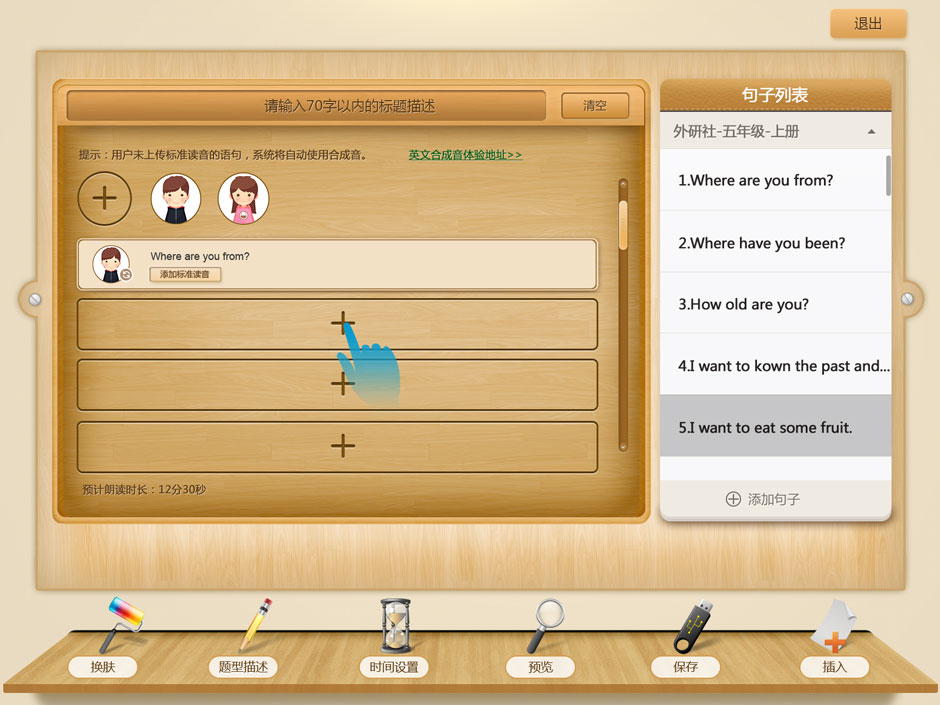 退出
请输入70字以内的标题描述
清空
提示：用户未上传标准读音的语句，系统将自动使用合成音。
英文合成音体验地址>>
Where are you from?
添加标准读音
预计朗读时长：12分30秒
句子列表
外研社-五年级-上册
1.Where are you from?
2.Where have you been?
3.How old are you?
4.I want to kown the past and...
5.I want to eat some fruit.
添加句子
换肤
题型描述
时间设置
预览
保存
插入